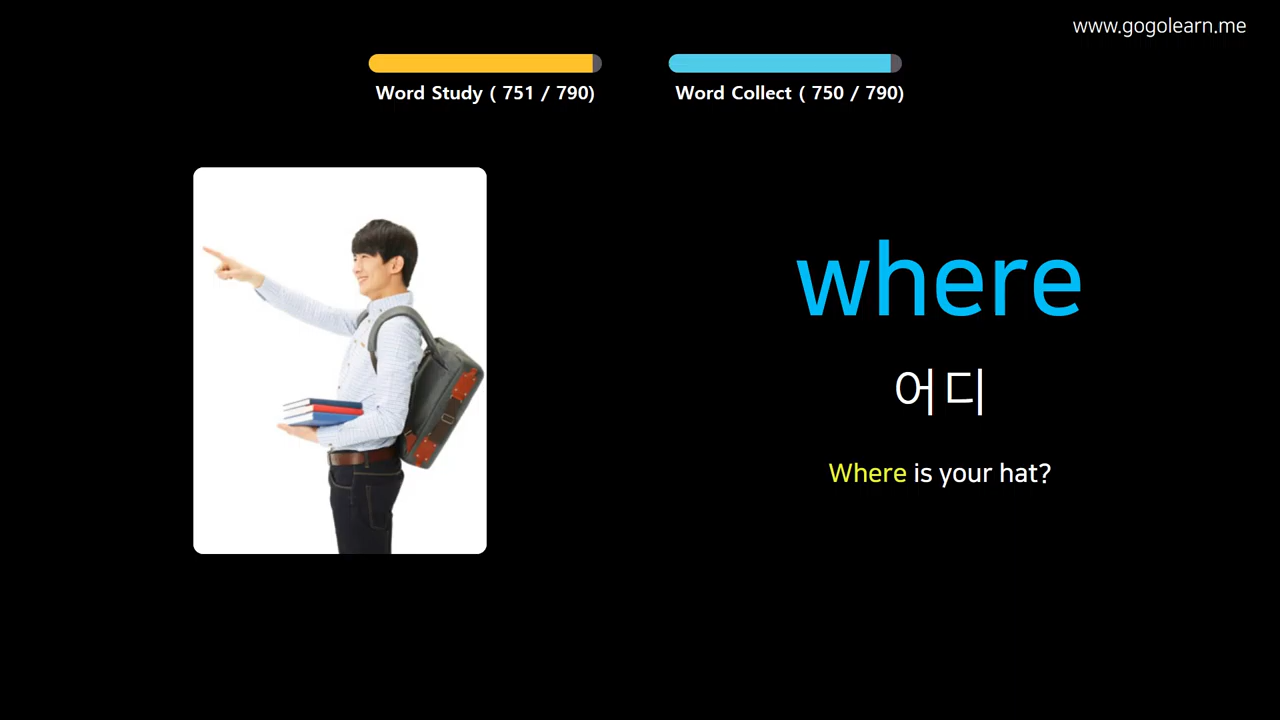 www.gogolearn.me
Word Study ( 751 / 790)
Word Collect ( 750 / 790)
where
어디
Where is your hat?